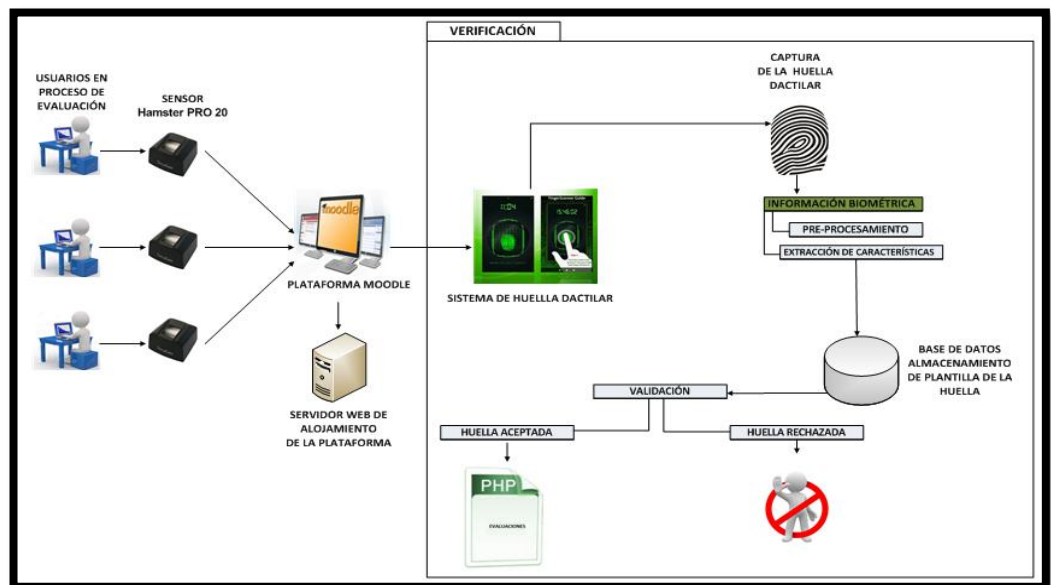 VERIFICACIÓN
USUARIOS EN
PROCESO DE
EVALUACIÓN
SENSOR
Hamster PRO 20
moodle
PLATAFORMA MOODLE
SERVIDOR WEB DE
ALOJAMIENTO
DE LA PLATAFORMA
11:04
SISTEMA DE HUELLLA DACTILAR
CAPTURA
DE LA HUELLA
DACTILAR
INFORMACIÓN BIOMÉTRICA
PRE-PROCESAMIENTO
EXTRACCIÓN DE CARACTERÍSTICAS
BASE DE DATOS
ALMACENAMIENTO
DE PLANTILLA DE LA
HUELLA
VALIDACIÓN
HUELLA ACEPTADA
HUELLA RECHAZADA
PHP
EVALUACIONES